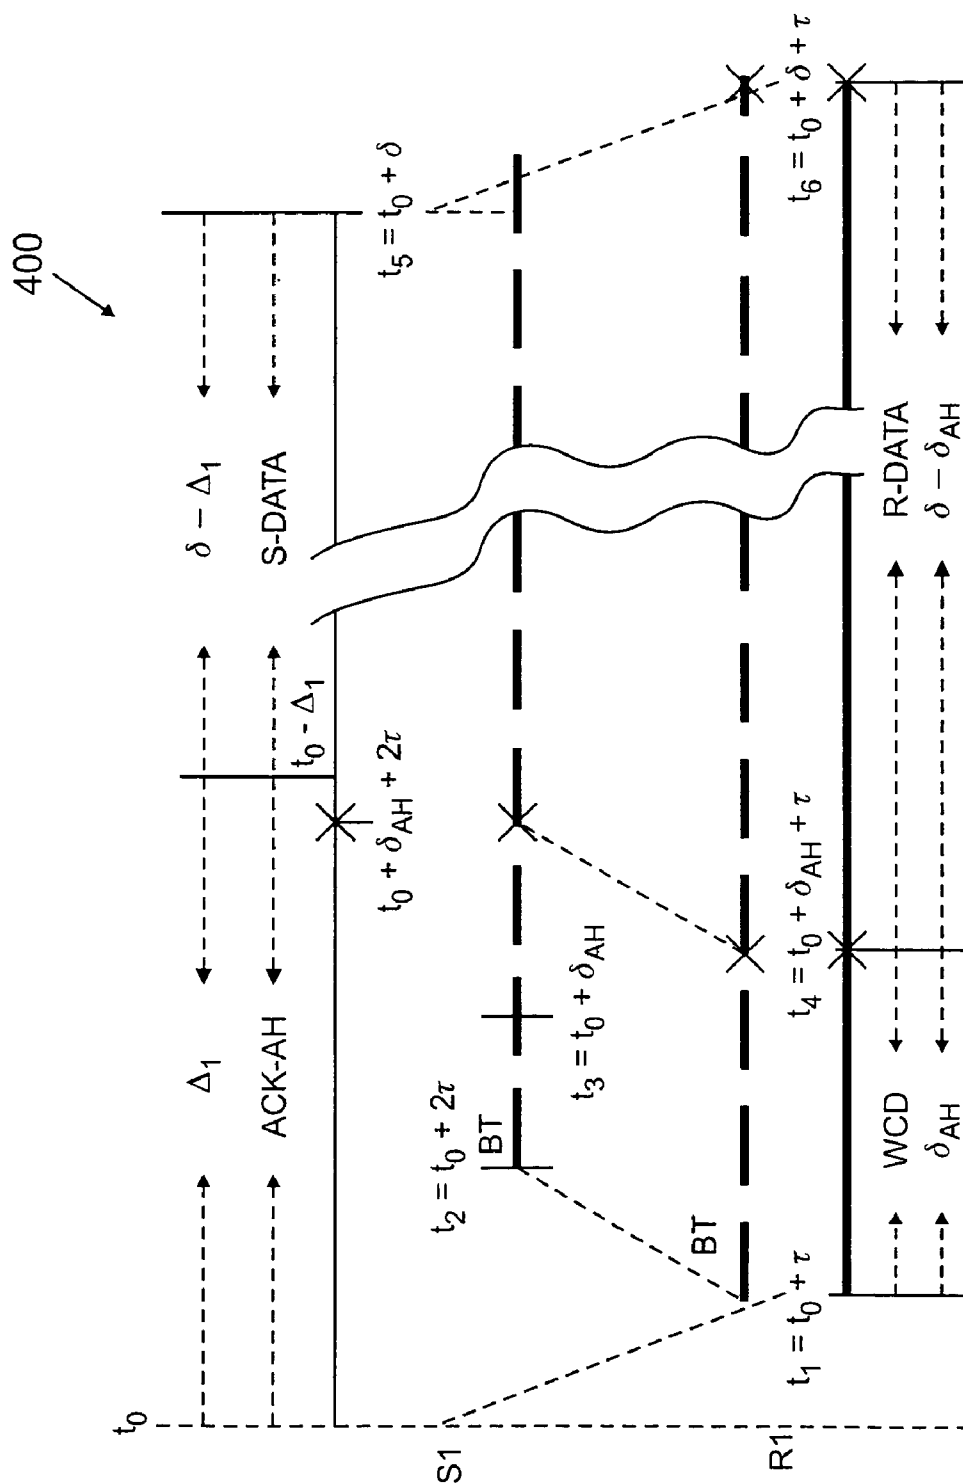 400
t₀
Δ₁
δ − Δ₁
ACK-AH
S-DATA
t₀ - Δ₁
t₀ + δAH + 2τ
t₅ = t₀ + δ
S1
t₂ = t₀ + 2τ
BT
t₃ = t₀ + δAH
BT
R1
t₁ = t₀ + τ
t₄ = t₀ + δAH + τ
t₆ = t₀ + δ + τ
WCD
R-DATA
δAH
δ − δAH